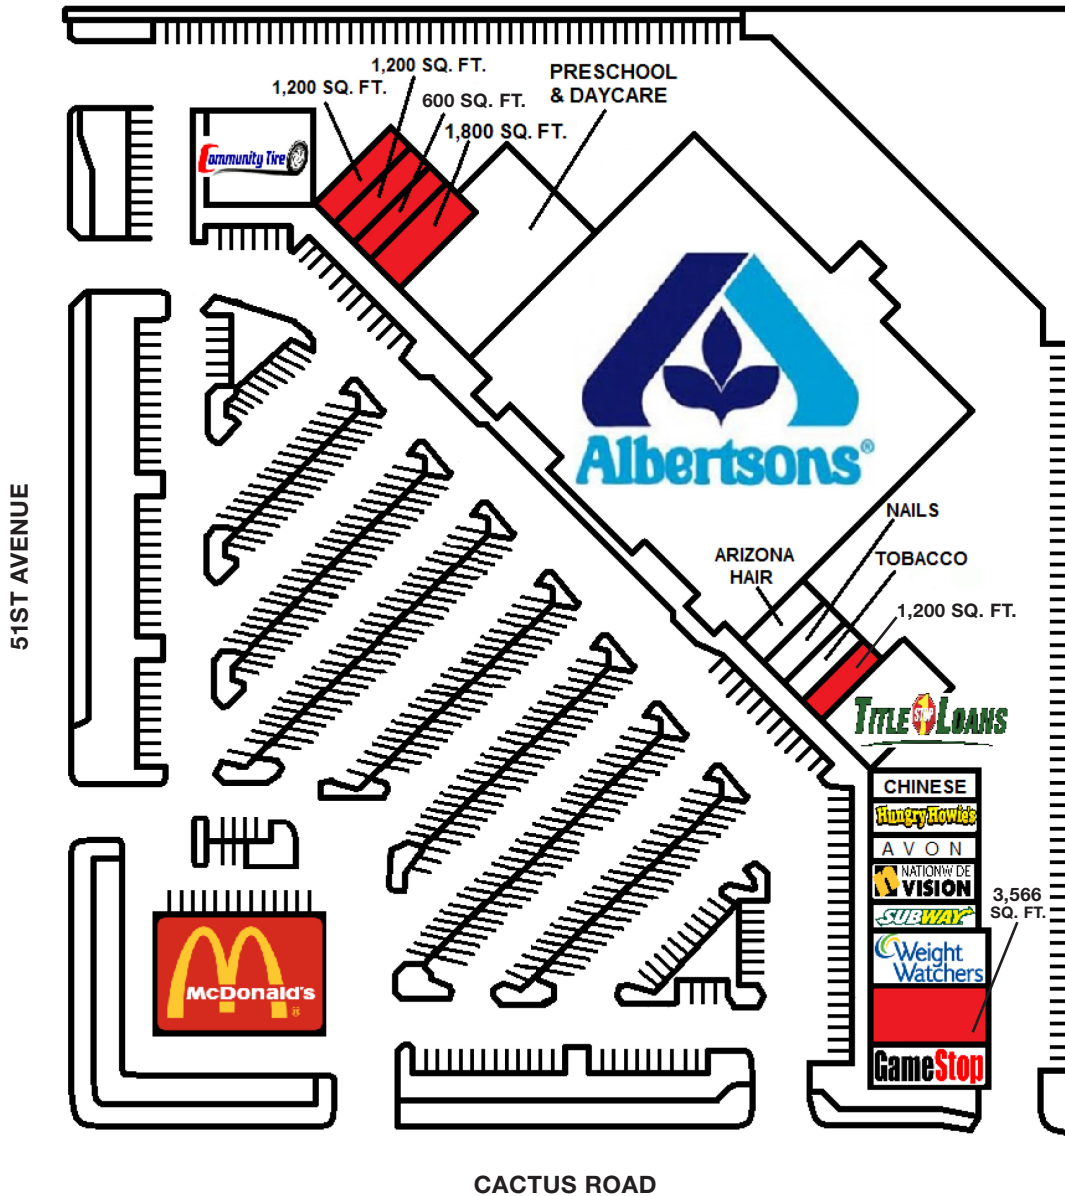 1,200 SQ. FT.
1,200 SQ. FT.
600 SQ. FT.
1,800 SQ. FT.
PRESCHOOL
& DAYCARE
Community Tire
Albertsons®
NAILS
ARIZONA
HAIR
TOBACCO
1,200 SQ. FT.
TITLE 1 STOP LOANS
CHINESE
Hungry Howie's
AVON
NATIONWIDE
VISION
SUBWAY
3,566
SQ. FT.
Weight
Watchers
GameStop
McDonald's
®
51ST AVENUE
CACTUS ROAD